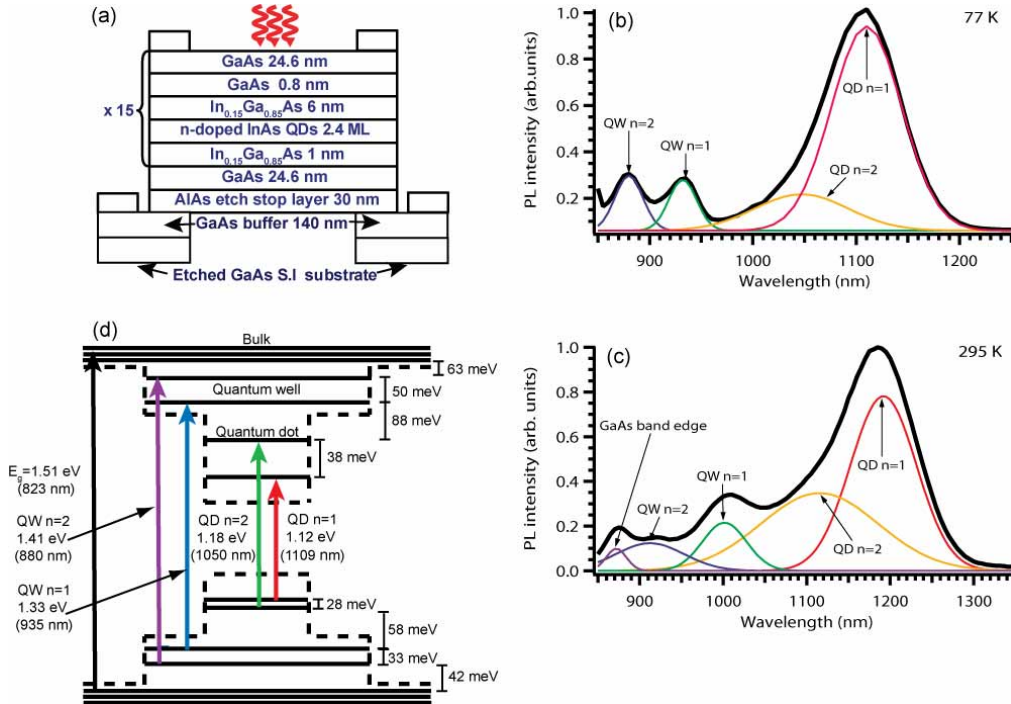 (a)
GaAs 24.6 nm
GaAs 0.8 nm
In0.15Ga0.85As 6 nm
x 15
n-doped InAs QDs 2.4 ML
In0.15Ga0.85As 1 nm
GaAs 24.6 nm
AlAs etch stop layer 30 nm
GaAs buffer 140 nm
Etched GaAs S.I substrate
(b)
77 K
PL intensity (arb.units)
1.0
0.8
0.6
0.4
0.2
QW n=2
QW n=1
QD n=1
QD n=2
900
1000
1100
1200
Wavelength (nm)
(d)
Bulk
63 meV
Quantum well
50 meV
88 meV
Quantum dot
38 meV
Eg=1.51 eV
(823 nm)
QW n=2
1.41 eV
(880 nm)
QW n=1
1.33 eV
(935 nm)
QD n=2
1.18 eV
(1050 nm)
QD n=1
1.12 eV
(1109 nm)
28 meV
58 meV
33 meV
42 meV
(c)
295 K
PL intensity (arb. units)
1.0
0.8
0.6
0.4
0.2
0.0
GaAs band edge
QW n=2
QW n=1
QD n=1
QD n=2
900
1000
1100
1200
1300
Wavelength (nm)